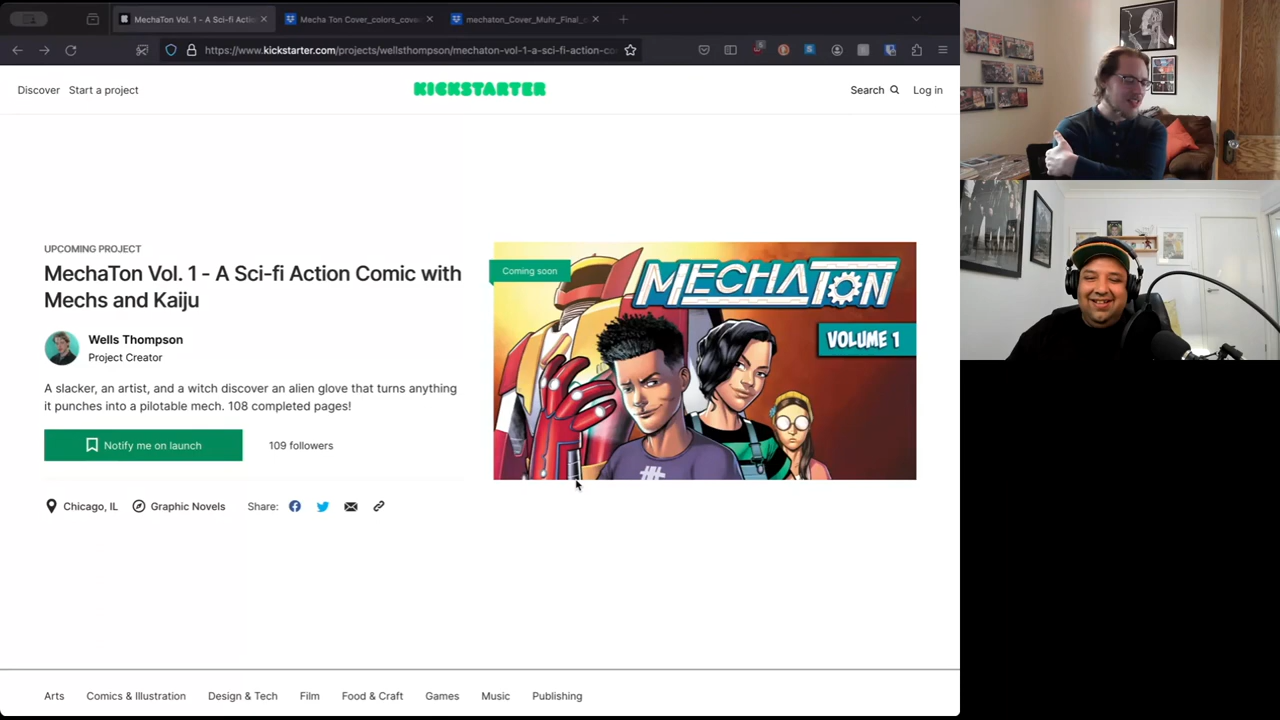 MechaTon Vol. 1 - A Sci-fi Actio
Mecha Ton Cover_colors_cove
mechaton_Cover_Muhr_Final_
https://www.kickstarter.com/projects/wellsthompson/mechaton-vol-1-a-sci-fi-action-co
Discover
Start a project
KICKSTARTER
Search
Log in
UPCOMING PROJECT
MechaTon Vol. 1 - A Sci-fi Action Comic with
Mechs and Kaiju
Wells Thompson
Project Creator
A slacker, an artist, and a witch discover an alien glove that turns anything
it punches into a pilotable mech. 108 completed pages!
Notify me on launch
109 followers
Chicago, IL
Graphic Novels
Share:
Coming soon
MECHATON
VOLUME 1
Arts
Comics & Illustration
Design & Tech
Film
Food & Craft
Games
Music
Publishing